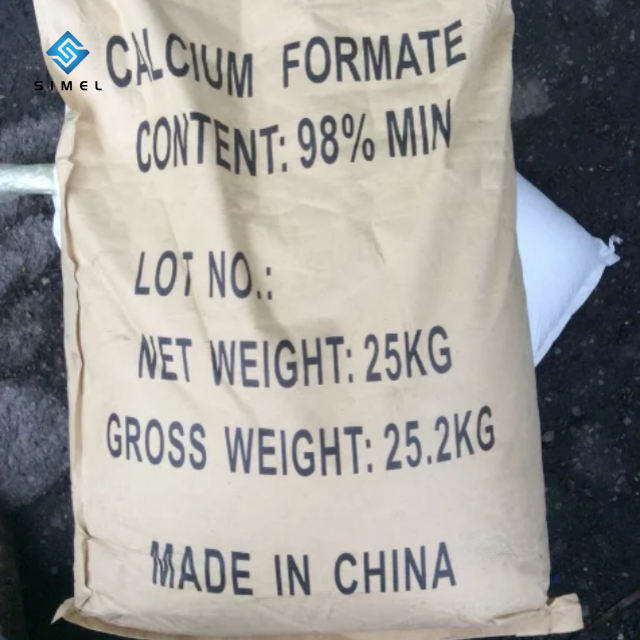 SIMEL
CALCIUM FORMATE
CONTENT: 98% MIN
LOT NO.:
NET WEIGHT: 25KG
GROSS WEIGHT: 25.2KG
MADE IN CHINA